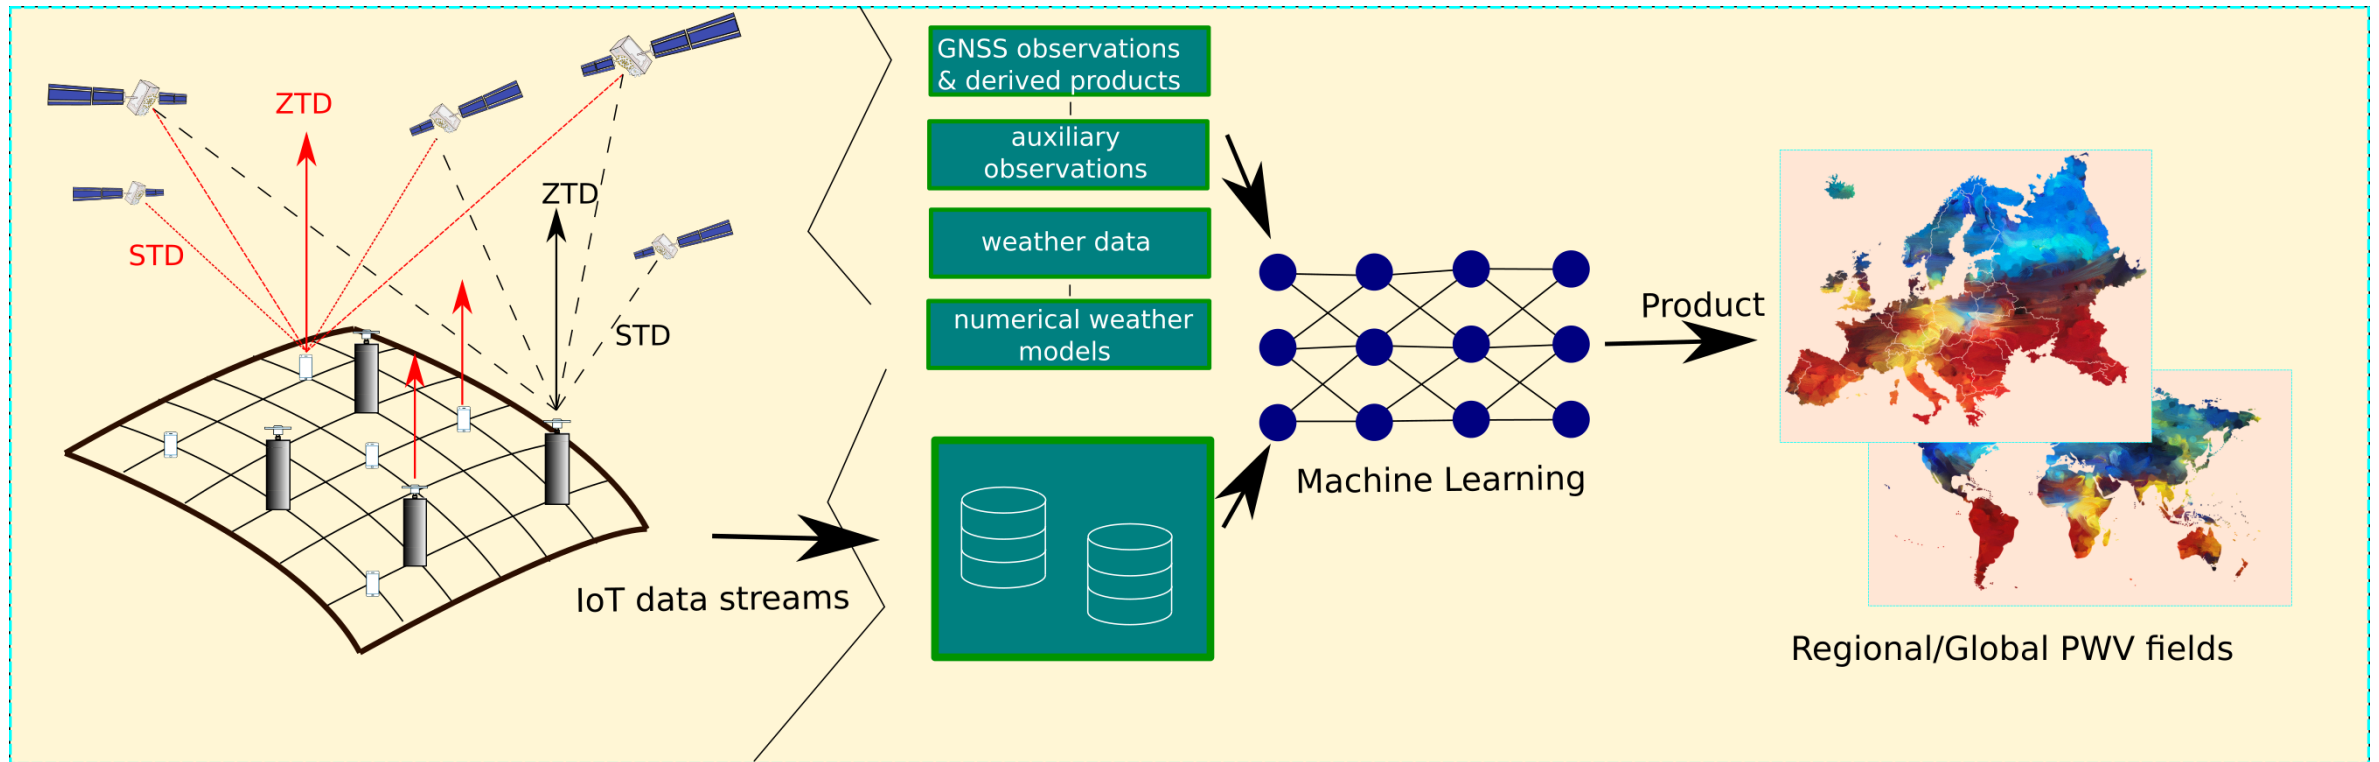 ZTD
STD
ZTD
STD
IoT data streams
GNSS observations
& derived products
auxiliary
observations
weather data
numerical weather
models
Machine Learning
Product
Regional/Global PWV fields